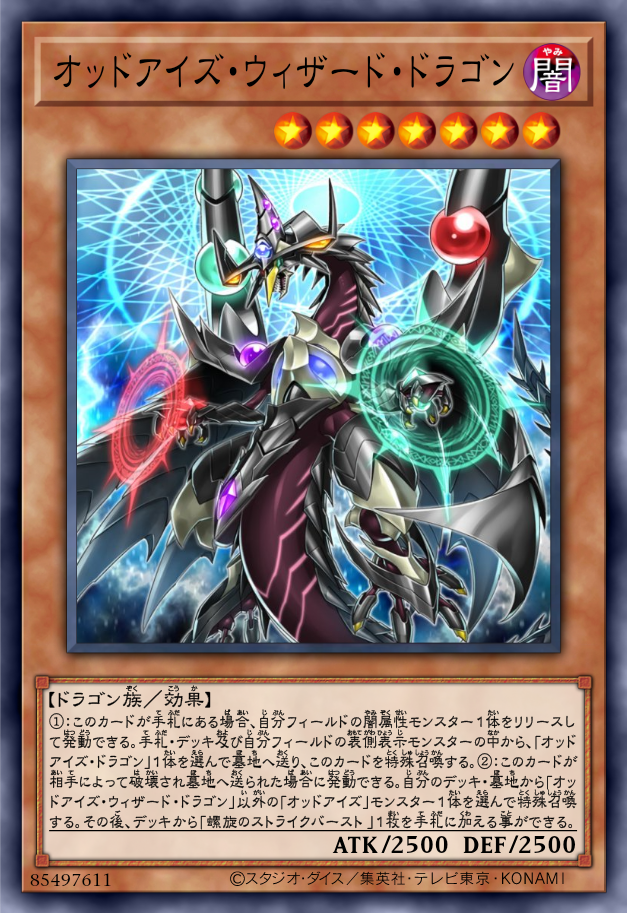 オッドアイズ・ウィザード・ドラゴン
やみ
闇
【ドラゴン族／効果】
①：このカードが手札にある場合、自分フィールドの闇属性モンスター１体をリリースし
て発動できる。手札・デッキ及び自分フィールドの表側表示モンスターの中から、「オッド
アイズ・ドラゴン」１体を選んで墓地へ送り、このカードを特殊召喚する。②：このカードが
相手によって破壊され墓地へ送られた場合に発動できる。自分のデッキ・墓地から「オッ
ドアイズ・ウィザード・ドラゴン」以外の「オッドアイズ」モンスター１体を選んで特殊召喚
する。その後、デッキから「螺旋のストライクバースト」１枚を手札に加える事ができる。
ATK/2500 DEF/2500
85497611 ©スタジオ・ダイス／集英社・テレビ東京・KONAMI